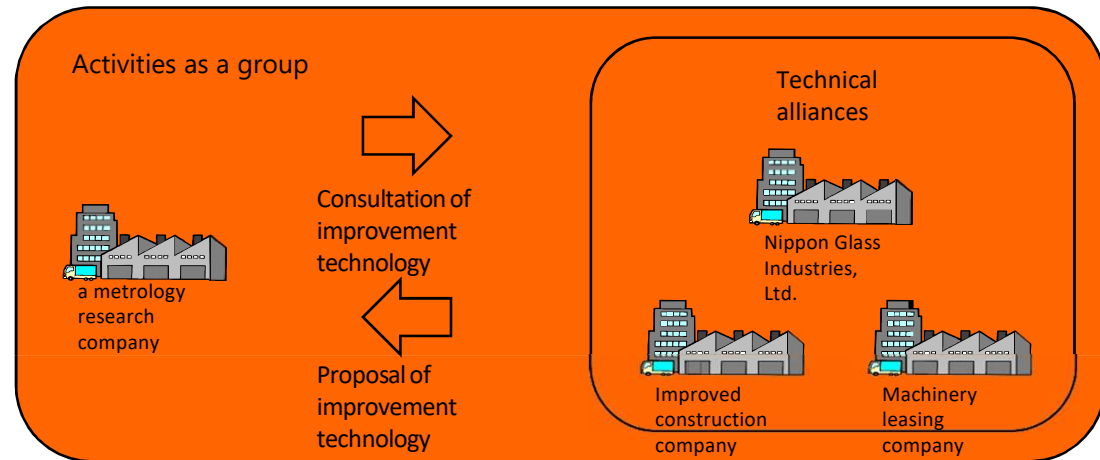 Activities as a group
Technical
alliances
Consultation of
improvement
technology
a metrology
research
company
Nippon Glass
Industries,
Ltd.
Proposal of
improvement
technology
Improved
construction
company
Machinery
leasing
company